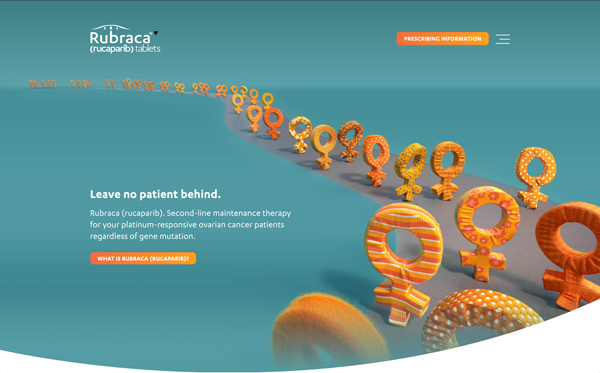 Rubraca®▼
(rucaparib) tablets
PRESCRIBING INFORMATION
Leave no patient behind.
Rubraca (rucaparib). Second-line maintenance therapy
for your platinum-responsive ovarian cancer patients
regardless of gene mutation.
WHAT IS RUBRACA (RUCAPARIB)?